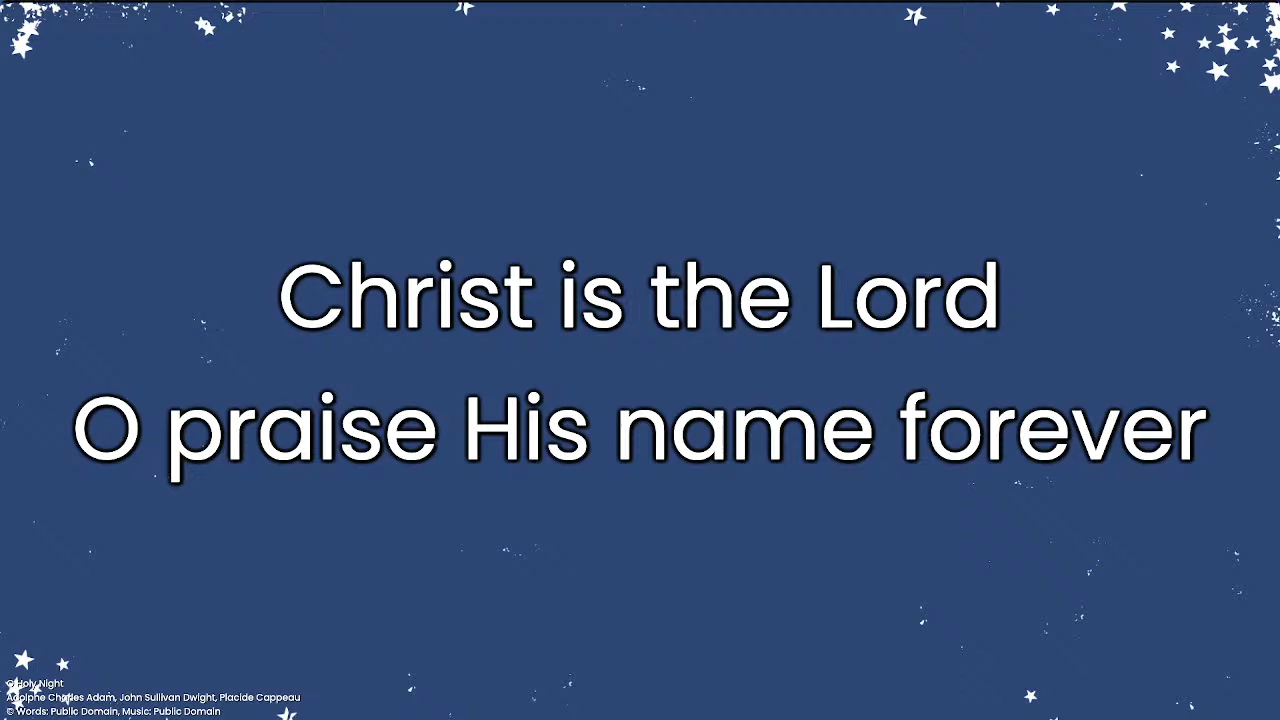 Christ is the Lord
O praise His name forever
O Holy Night
Adolphe Charles Adam, John Sullivan Dwight, Placide Cappeau
© Words: Public Domain, Music: Public Domain